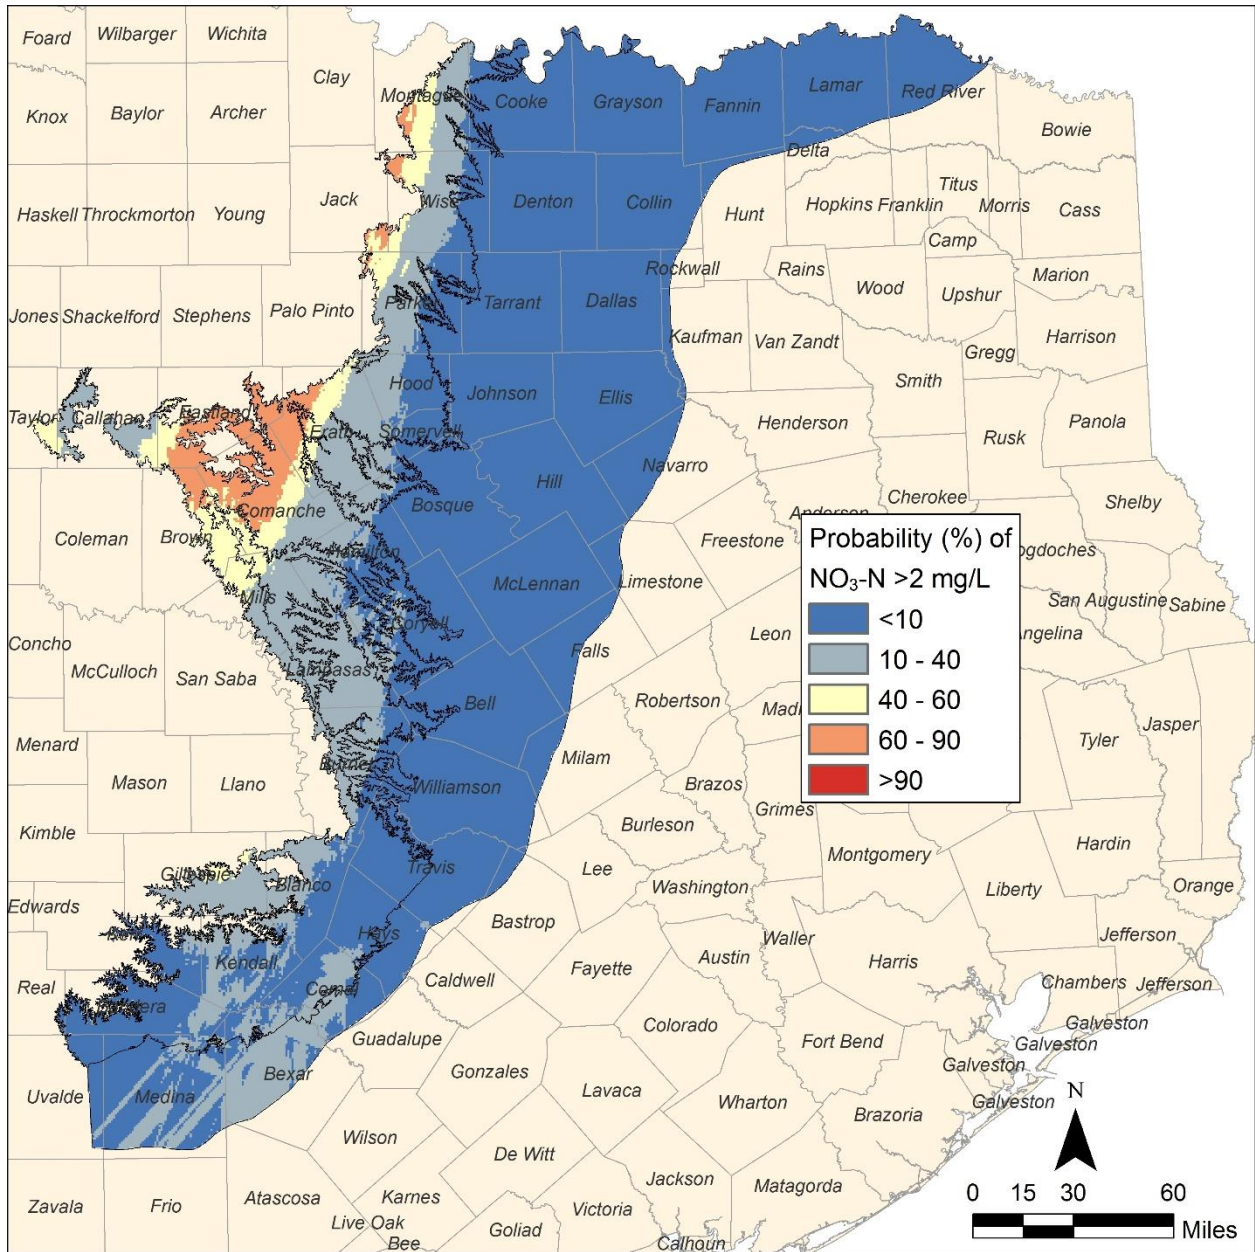 Foard
Wilbarger
Wichita
Clay
Montague
Cooke
Grayson
Fannin
Lamar
Red River
Bowie
Knox
Baylor
Archer
Delta
Haskell
Throckmorton
Young
Jack
Wise
Denton
Collin
Hunt
Hopkins
Franklin
Titus
Morris
Cass
Camp
Rockwall
Rains
Wood
Upshur
Marion
Jones
Shackelford
Stephens
Palo Pinto
Parker
Tarrant
Dallas
Kaufman
Van Zandt
Gregg
Harrison
Smith
Taylor
Callahan
Eastland
Hood
Johnson
Ellis
Erath
Somervell
Henderson
Rusk
Panola
Navarro
Hill
Bosque
Cherokee
Shelby
Comanche
Anderson
Coleman
Brown
Hamilton
Freestone
McLennan
Limestone
Probability (%) of
NO₃-N >2 mg/L
<10
10 - 40
40 - 60
60 - 90
>90
ogdoches
San Augustine
Sabine
Angelina
Mills
Coryell
Leon
Concho
McCulloch
San Saba
Lampasas
Falls
Robertson
Madi
Bell
Menard
Mason
Llano
Burnet
Williamson
Milam
Brazos
Grimes
Tyler
Jasper
Kimble
Burleson
Montgomery
Hardin
Gillespie
Blanco
Travis
Lee
Washington
Liberty
Orange
Edwards
Bastrop
Waller
Jefferson
Hays
Kendall
Austin
Harris
Real
Comal
Caldwell
Fayette
Chambers
Jefferson
Guadalupe
Colorado
Fort Bend
Galveston
Galveston
Uvalde
Medina
Bexar
Gonzales
Lavaca
Wharton
Galveston
Galveston
Brazoria
Wilson
De Witt
Zavala
Frio
Atascosa
Karnes
Jackson
Matagorda
Live Oak
Bee
Goliad
Victoria
Calhoun
N
0 15 30 60
Miles